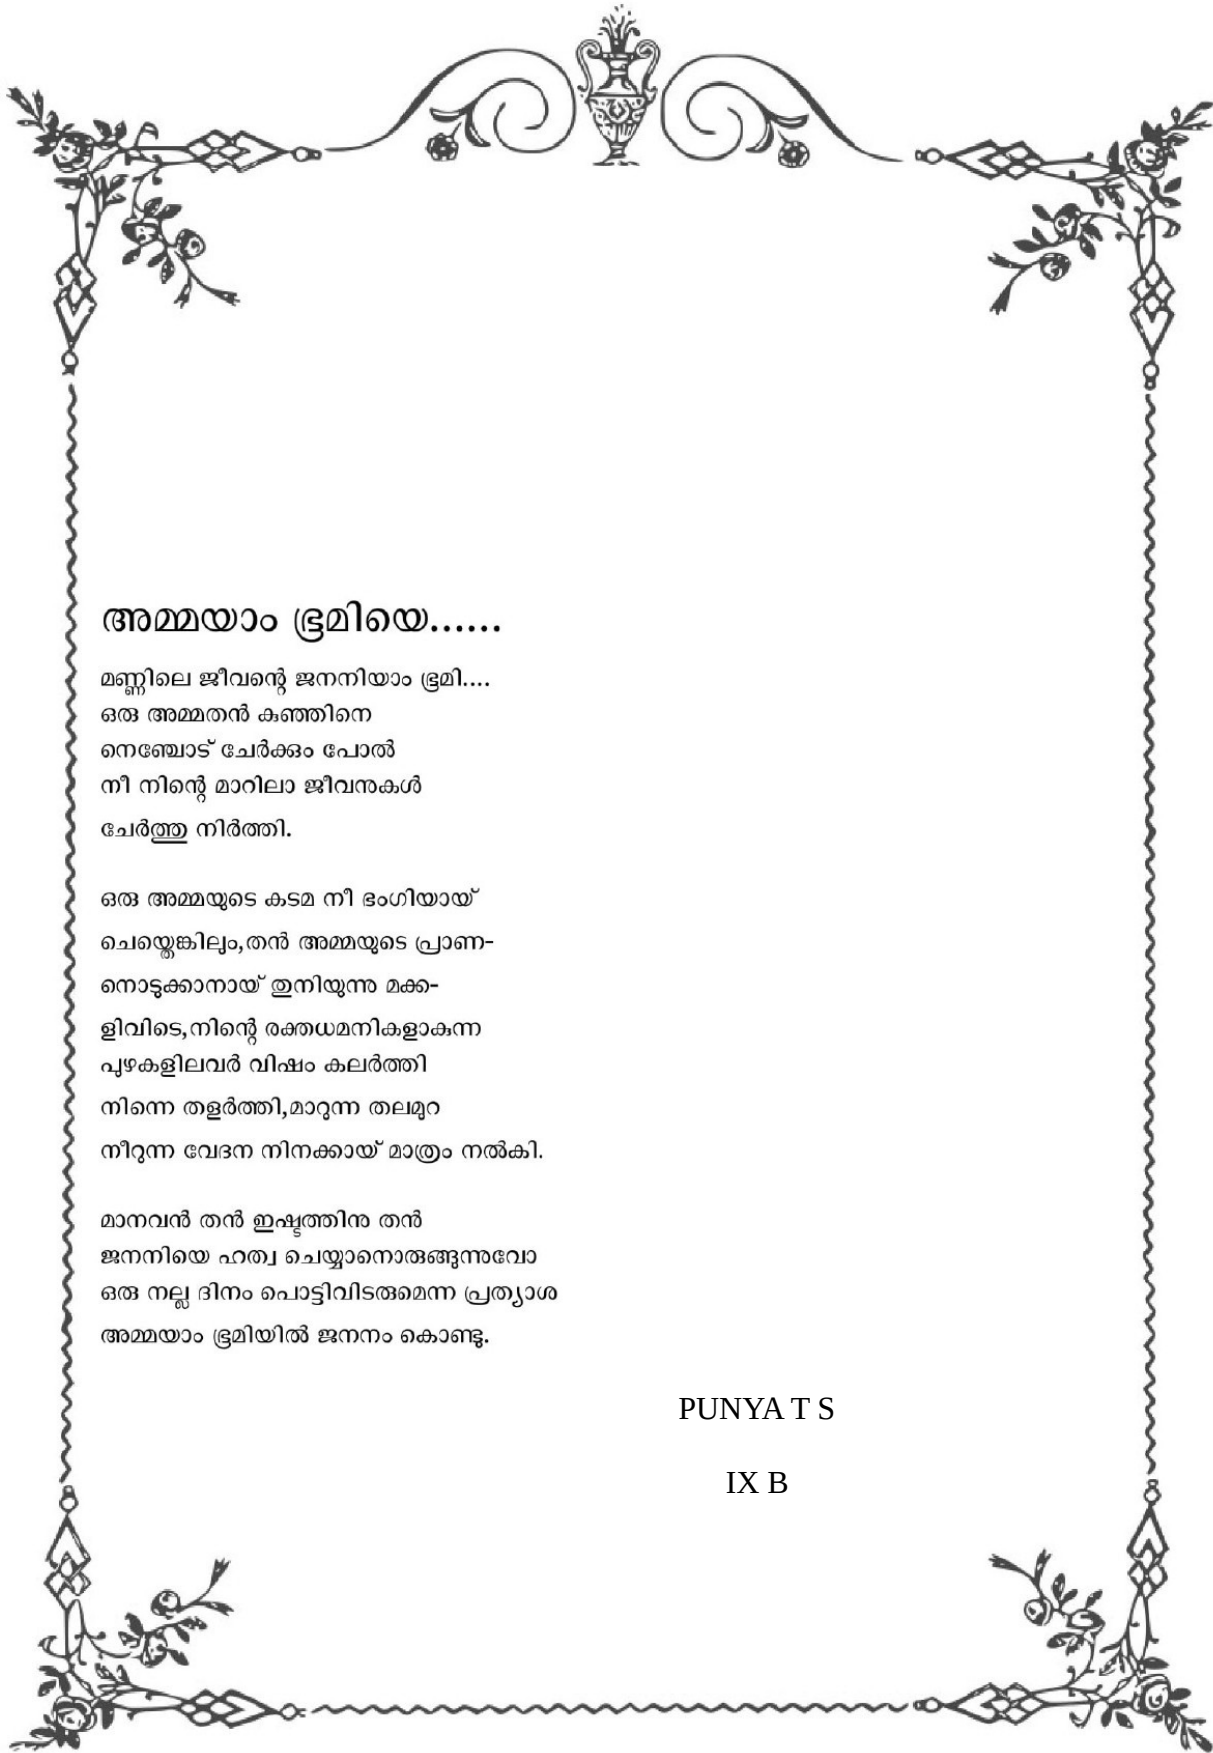 അമ്മയാം ഭൂമിയെ......
മണ്ണിലെ ജീവന്റെ ജനനിയാം ഭൂമി....
ഒരു അമ്മതൻ കുഞ്ഞിനെ
നെഞ്ചോട് ചേർക്കും പോൽ
നീ നിന്റെ മാറിലാ ജീവനുകൾ
ചേർത്തു നിർത്തി.
ഒരു അമ്മയുടെ കടമ നീ ഭംഗിയായ്
ചെയ്തെങ്കിലും,തൻ അമ്മയുടെ പ്രാണ-
നൊടുക്കാനായ് തുനിയുന്നു മക്ക-
ളിവിടെ,നിന്റെ രക്തധമനികളാകുന്ന
പുഴകളിലവർ വിഷം കലർത്തി
നിന്നെ തളർത്തി,മാറുന്ന തലമുറ
നീറുന്ന വേദന നിനക്കായ് മാത്രം നൽകി.
മാനവൻ തൻ ഇഷ്ടത്തിനു തൻ
ജനനിയെ ഹത്വ ചെയ്യാനൊരുങ്ങുന്നുവോ
ഒരു നല്ല ദിനം പൊട്ടിവിടരുമെന്ന പ്രത്യാശ
അമ്മയാം ഭൂമിയിൽ ജനനം കൊണ്ടു.
PUNYA T S
IX B